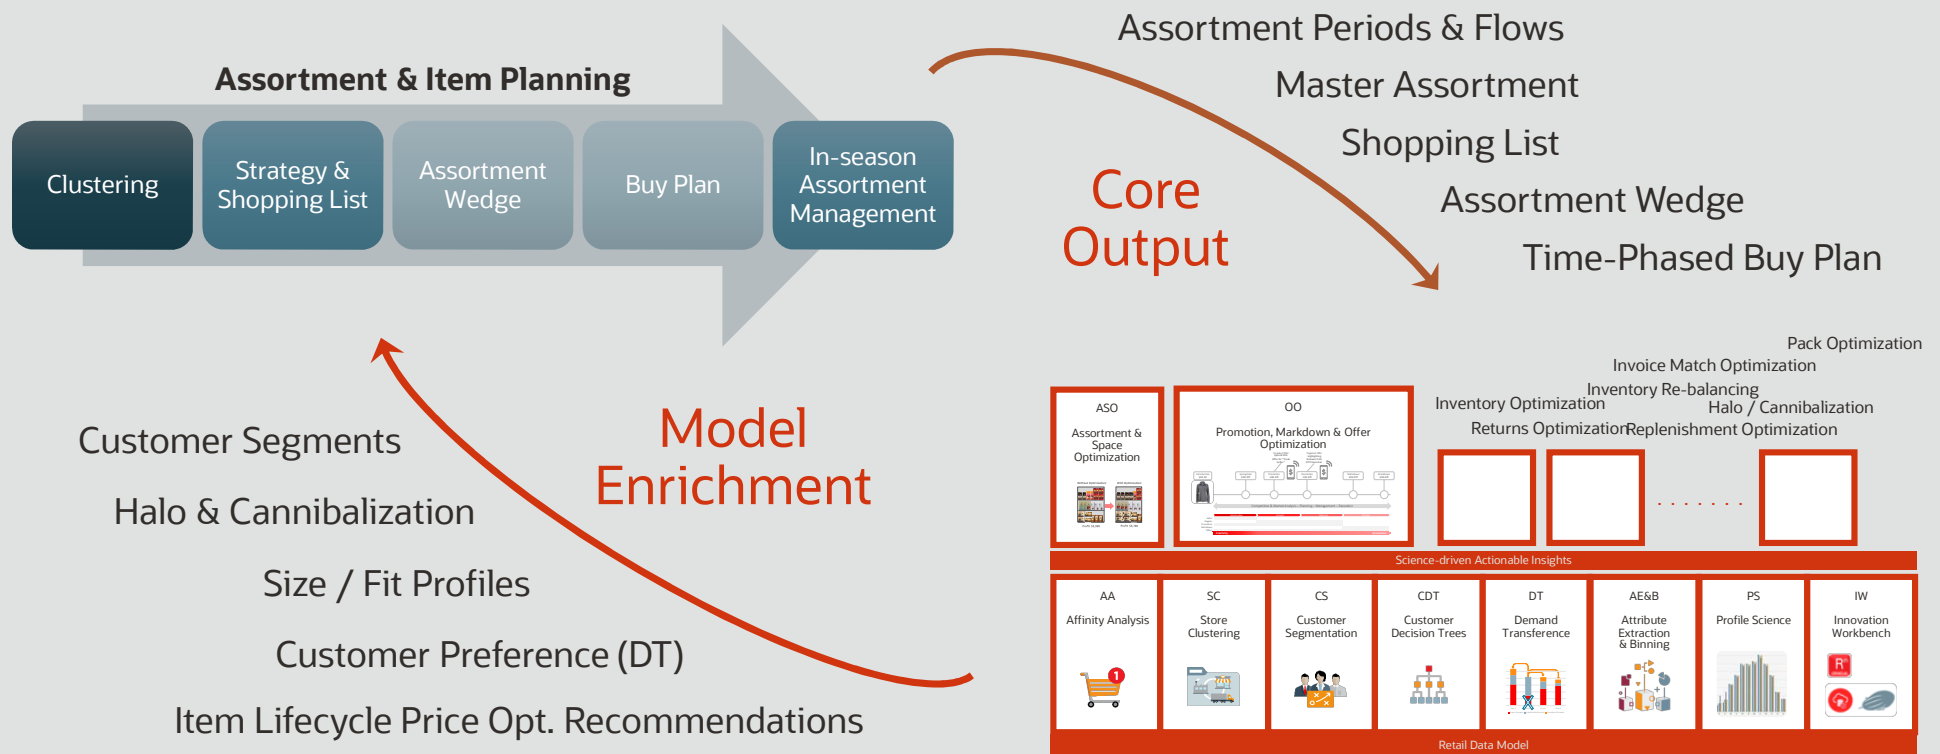 Assortment & Item Planning
Clustering
Strategy &
Shopping List
Assortment
Wedge
Buy Plan
In-season
Assortment
Management
Core
Output
Assortment Periods & Flows
Master Assortment
Shopping List
Assortment Wedge
Time-Phased Buy Plan
Model
Enrichment
Customer Segments
Halo & Cannibalization
Size / Fit Profiles
Customer Preference (DT)
Item Lifecycle Price Opt. Recommendations
Pack Optimization
Invoice Match Optimization
Inventory Re-balancing
Inventory Optimization
Halo / Cannibalization
Returns Optimization
Replenishment Optimization
ASO
Assortment &
Space
Optimization
OO
Promotion, Markdown & Offer
Optimization
Science-driven Actionable Insights
AA
Affinity Analysis
1
SC
Store
Clustering
CS
Customer
Segmentation
CDT
Customer
Decision Trees
DT
Demand
Transference
AE&B
Attribute
Extraction
& Binning
PS
Profile Science
IW
Innovation
Workbench
R
Retail Data Model